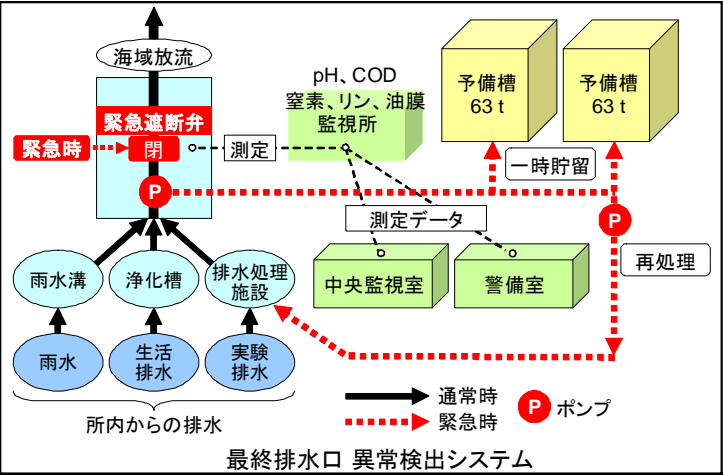 海域放流
緊急遮断弁
緊急時
閉
測定
P
pH、COD
窒素、リン、油膜
監視所
予備槽
63 t
予備槽
63 t
一時貯留
P
測定データ
再処理
中央監視室
警備室
雨水溝
浄化槽
排水処理
施設
雨水
生活
排水
実験
排水
所内からの排水
通常時
緊急時
P
ポンプ
最終排水口 異常検出システム